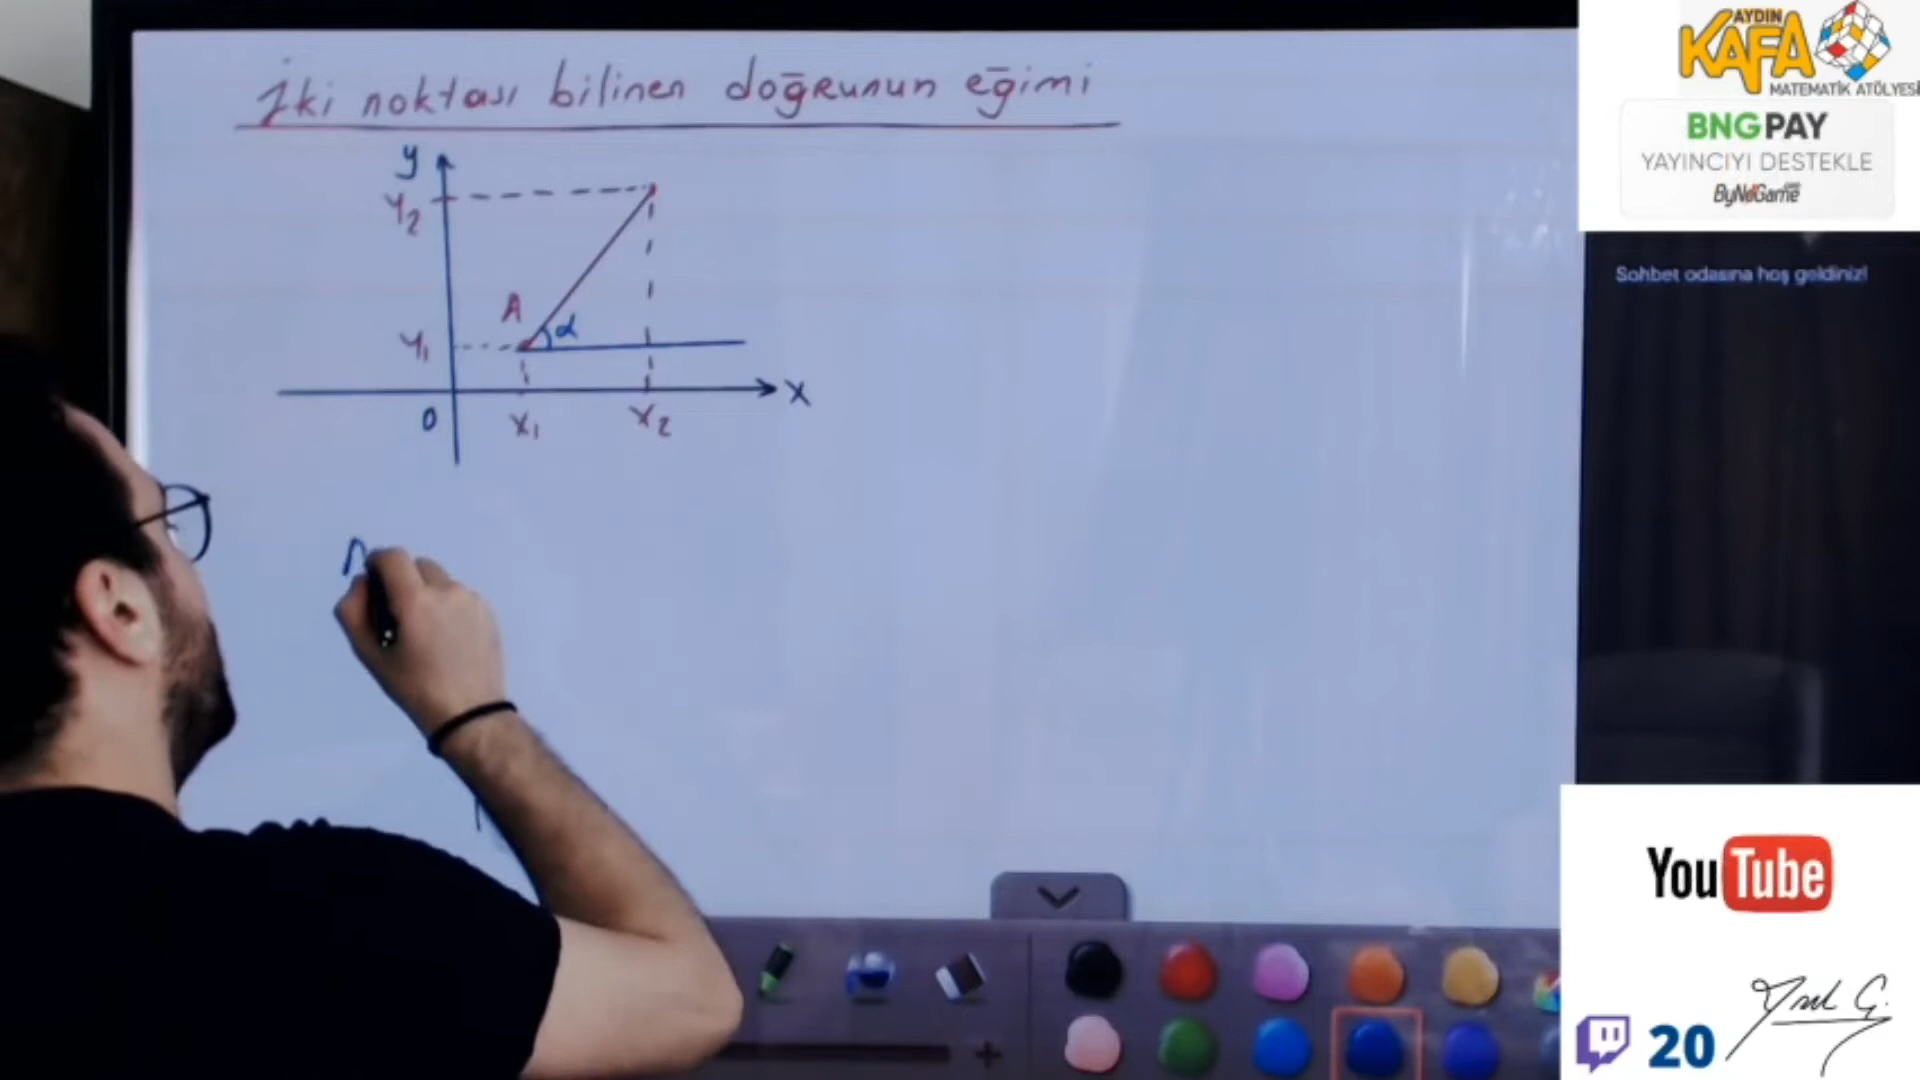 İki noktası bilinen doğrunun eğimi
y
y2
A
α
y1
x
0
x1
x2
AYDIN
KAFA
MATEMATİK ATÖLYESİ
BNGPAY
YAYINCIYI DESTEKLE
ByNoGame
Sohbet odasına hoş geldiniz!
YouTube
20